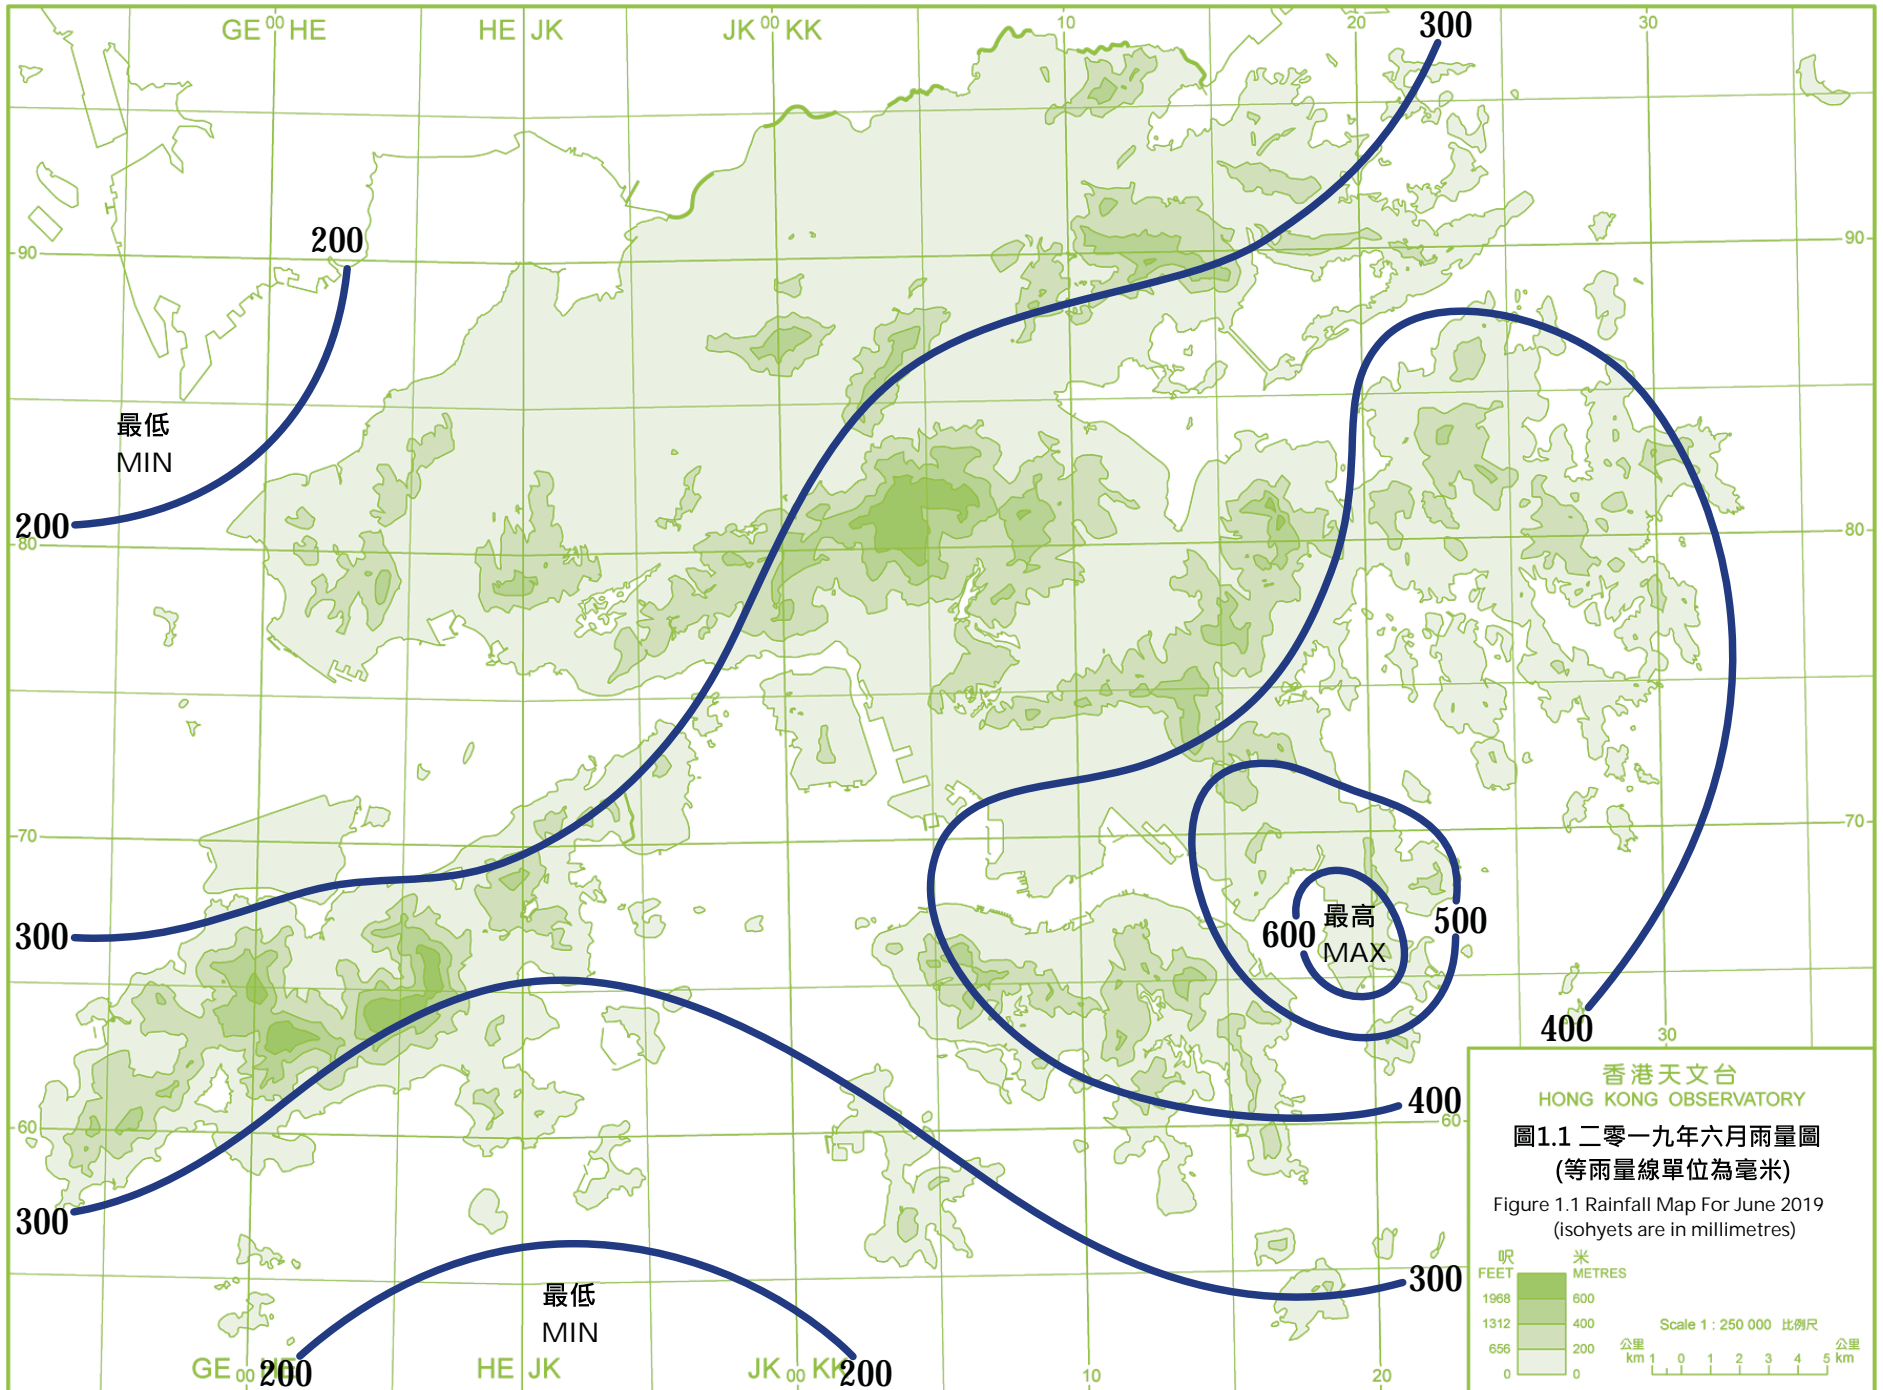 GE 00 HE
HE JK
JK 00 KK
10
20
30
300
200
90
90
最低
MIN
200
80
80
70
70
300
600
最高
MAX
500
400
30
400
60
60
300
300
最低
MIN
200
200
GE 00 HE
HE JK
JK 00 KK
10
20
香港天文台
HONG KONG OBSERVATORY
圖1.1 二零一九年六月雨量圖
(等雨量線單位為毫米)
Figure 1.1 Rainfall Map For June 2019
(isohyets are in millimetres)
呎 米
FEET METRES
1968 600
1312 400
656 200
0 0
Scale 1 : 250 000 比例尺
公里 公里
km 1 0 1 2 3 4 5 km